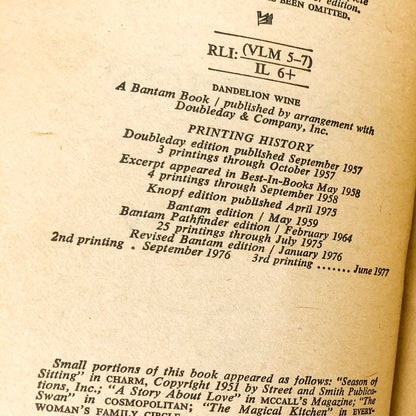 er edition.
BEEN OMITTED.
RLI: (VLM 5–7)
IL 6+
DANDELION WINE
A Bantam Book / published by arrangement with
Doubleday & Company, Inc.
PRINTING HISTORY
Doubleday edition published September 1957
3 printings through October 1957
Excerpt appeared in Best-In-Books May 1958
4 printings through September 1958
Knopf edition published April 1975
Bantam edition / May 1959
Bantam Pathfinder edition / February 1964
25 printings through July 1975
Revised Bantam edition / January 1976
2nd printing . September 1976 3rd printing ....... June 1977
Small portions of this book appeared as follows: "Season of
Sitting" in CHARM, Copyright 1951 by Street and Smith Publica-
tions, Inc.; "A Story About Love" in MCCALL'S Magazine; "The
Swan" in COSMOPOLITAN; "The Magical Kitchen" in EVERY-
WOMAN'S FAMILY CIRCLE